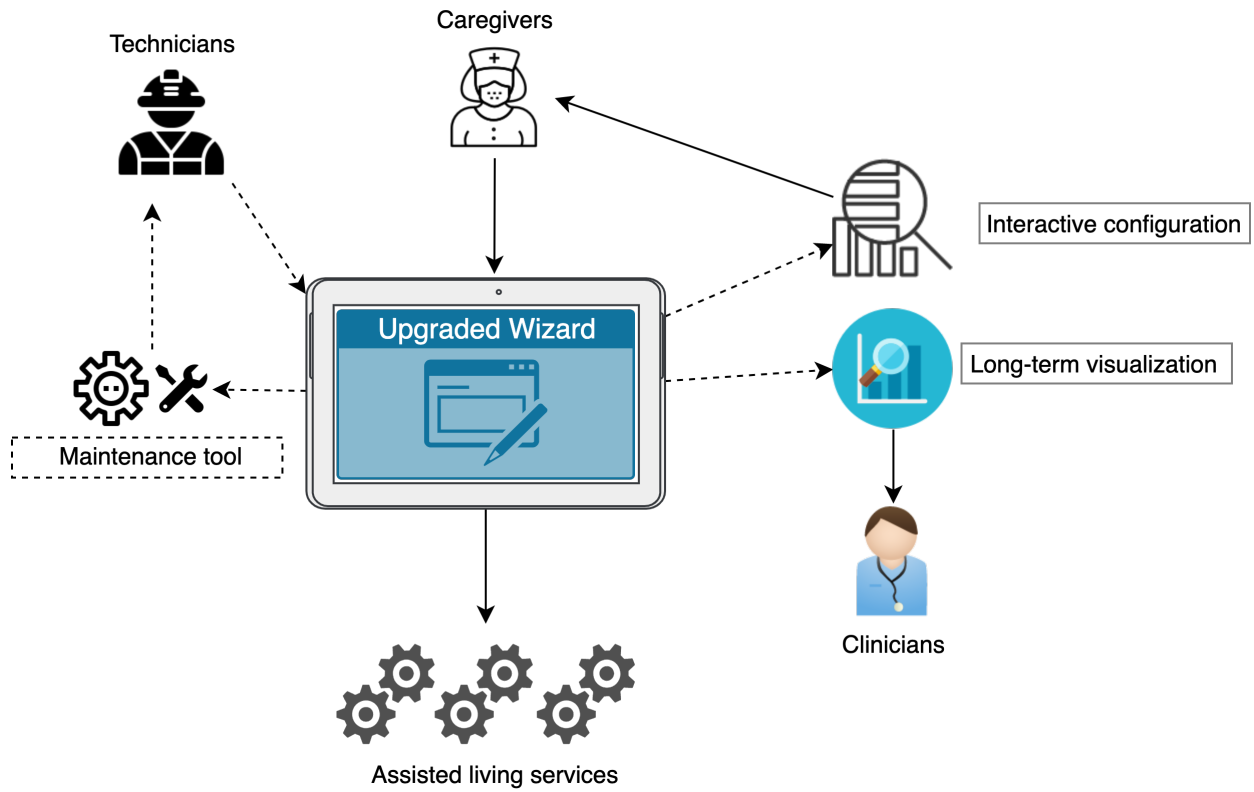 Caregivers
Technicians
Interactive configuration
Upgraded Wizard
Long-term visualization
Maintenance tool
Clinicians
Assisted living services